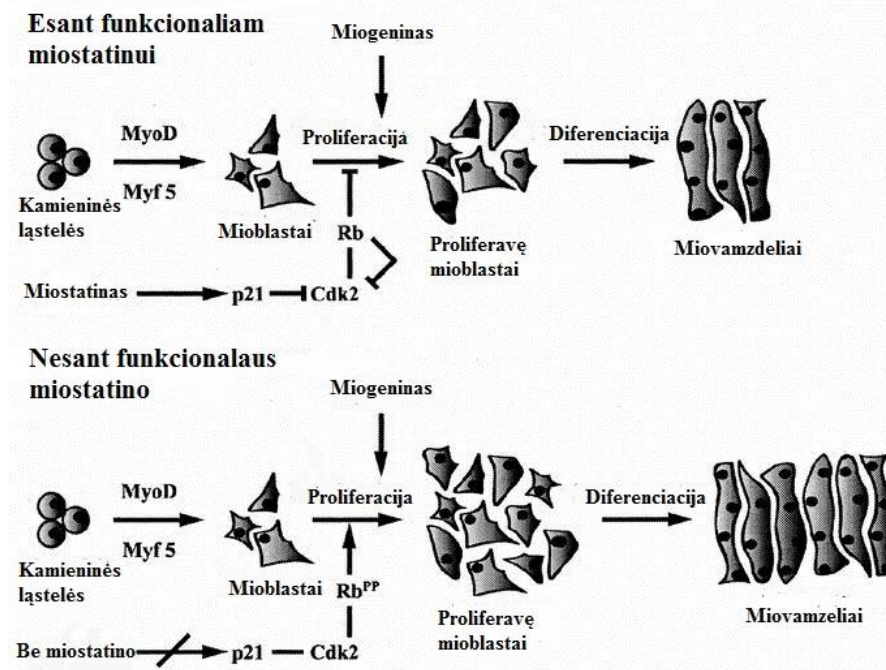 Esant funkcionaliam
miostatinui
Miogeninas
MyoD
Proliferacija
Diferenciacija
Myf 5
Kamieninės
ląstelės
Mioblastai
Rb
Proliferavę
mioblastai
Miovamzdeliai
Miostatinas
p21
Cdk2
Nesant funkcionalaus
miostatino
Miogeninas
MyoD
Proliferacija
Diferenciacija
Myf 5
Kamieninės
ląstelės
Mioblastai
Rbᴾᴾ
Proliferavę
mioblastai
Miovamzeliai
Be miostatino
p21
Cdk2